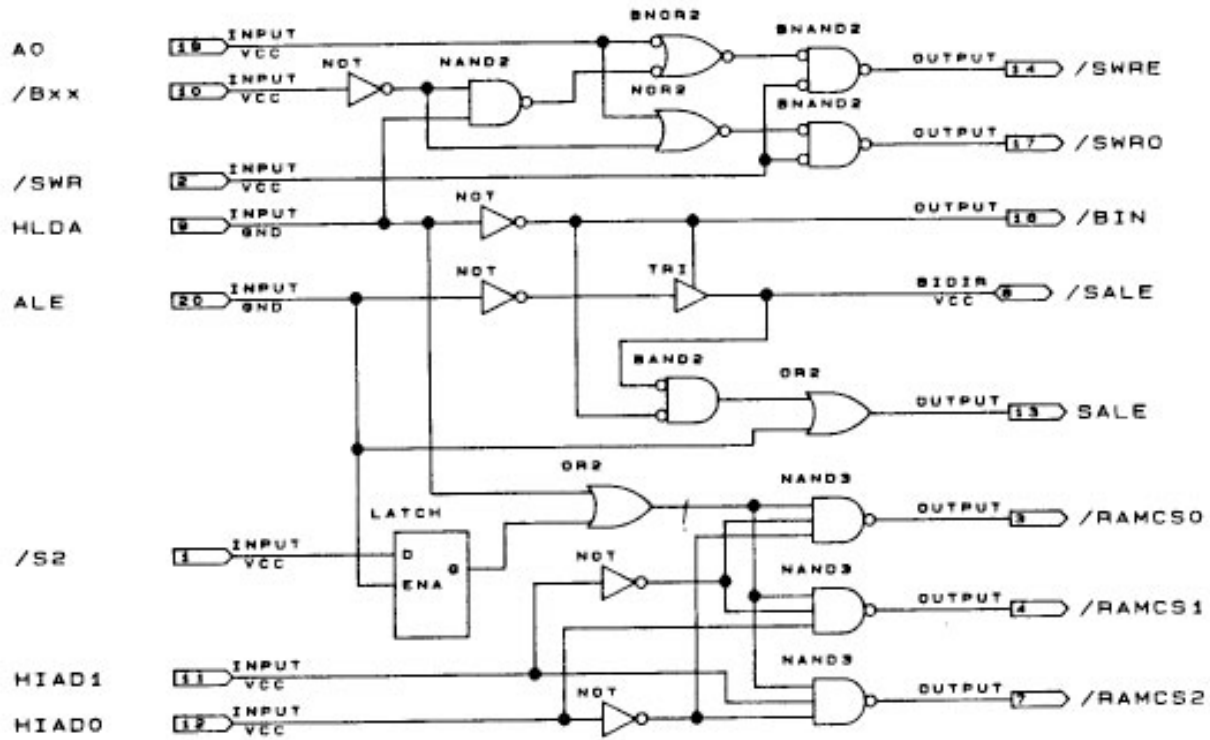 BNOR2
BNAND2
A0 19 INPUT VCC
NOT NAND2
OUTPUT 14 /SWRE
/Bxx 10 INPUT VCC
NOR2
BNAND2
OUTPUT 17 /SWRO
/SWR 2 INPUT VCC
NOT
HLDA 9 INPUT GND
OUTPUT 18 /BIN
NOT TRI
ALE 20 INPUT GND
BIDIR VCC 8 /SALE
BAND2 OR2
OUTPUT 13 SALE
OR2 NAND3
LATCH
OUTPUT 3 /RAMCS0
/S2 1 INPUT VCC
D
ENA
NOT
NAND3
OUTPUT 4 /RAMCS1
HIAD1 11 INPUT VCC
NOT NAND3
OUTPUT 7 /RAMCS2
HIAD0 12 INPUT VCC